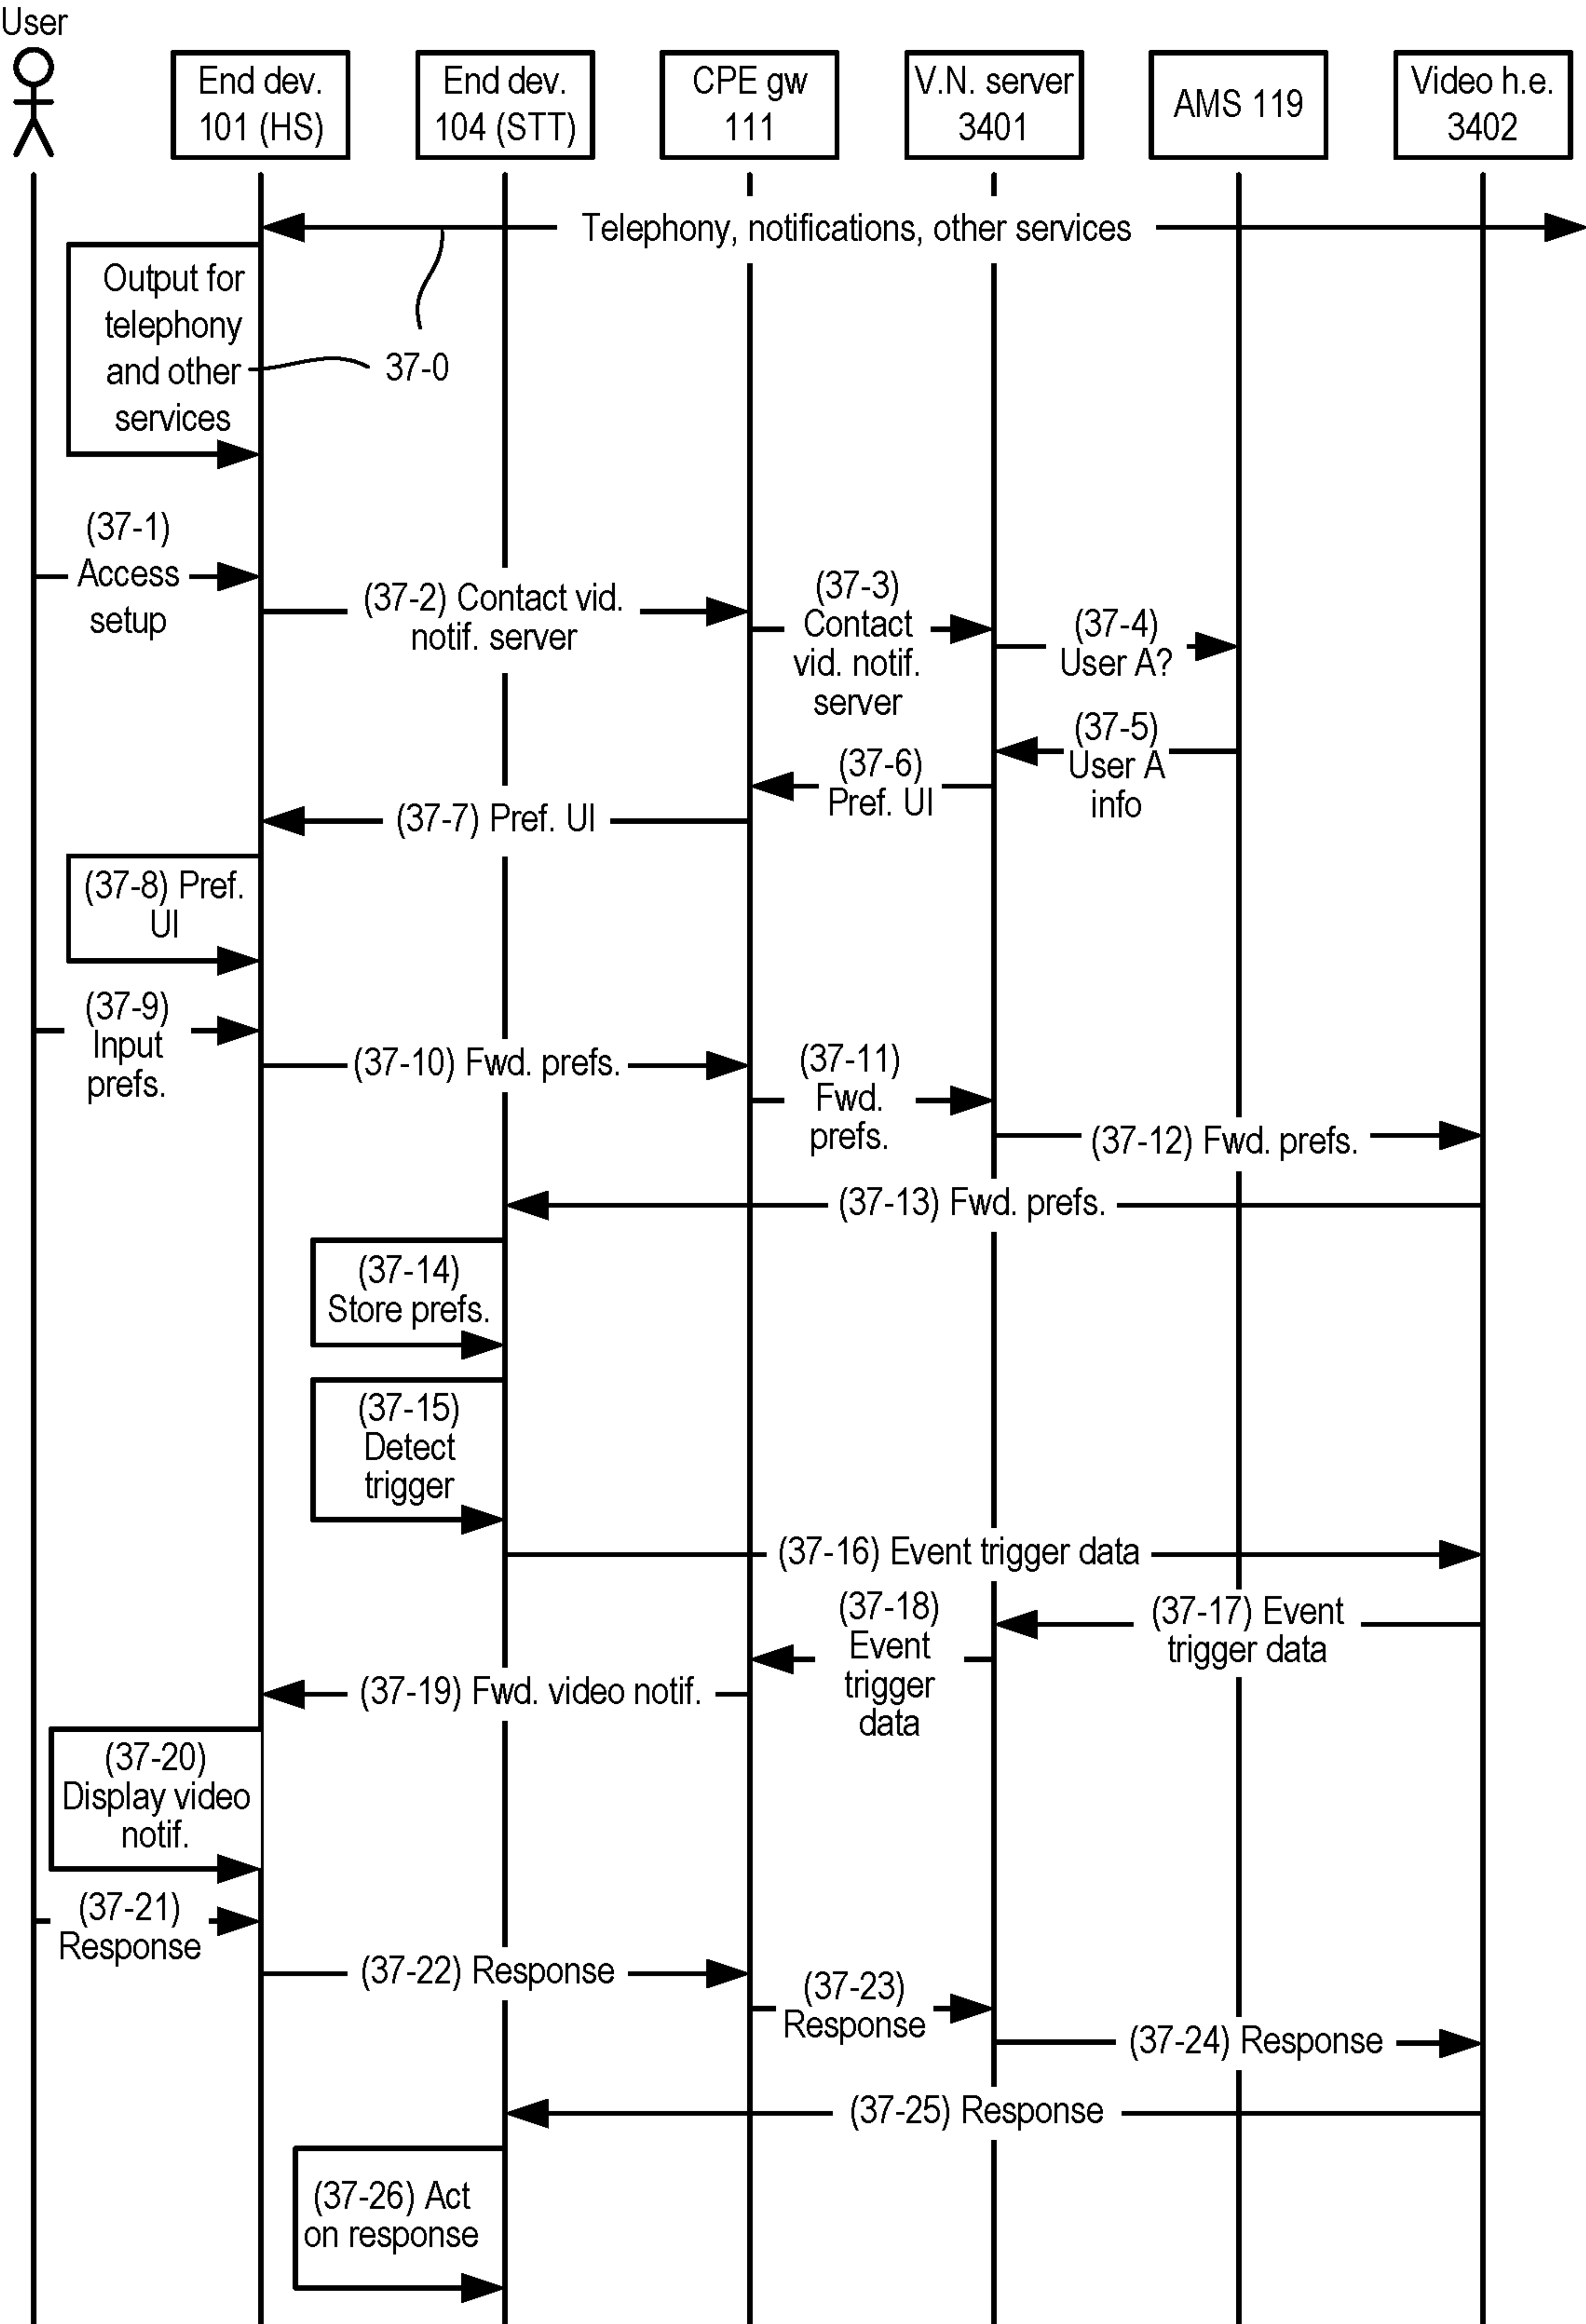 User
End dev.
101 (HS)
End dev.
104 (STT)
CPE gw
111
V.N. server
3401
AMS 119
Video h.e.
3402
Telephony, notifications, other services
Output for
telephony
and other
services
37-0
(37-1)
Access
setup
(37-2) Contact vid.
notif. server
(37-3)
Contact
vid. notif.
server
(37-4)
User A?
(37-5)
User A
info
(37-6)
Pref. UI
(37-7) Pref. UI
(37-8) Pref.
UI
(37-9)
Input
prefs.
(37-10) Fwd. prefs.
(37-11)
Fwd.
prefs.
(37-12) Fwd. prefs.
(37-13) Fwd. prefs.
(37-14)
Store prefs.
(37-15)
Detect
trigger
(37-16) Event trigger data
(37-17) Event
trigger data
(37-18)
Event
trigger
data
(37-19) Fwd. video notif.
(37-20)
Display video
notif.
(37-21)
Response
(37-22) Response
(37-23)
Response
(37-24) Response
(37-25) Response
(37-26) Act
on response